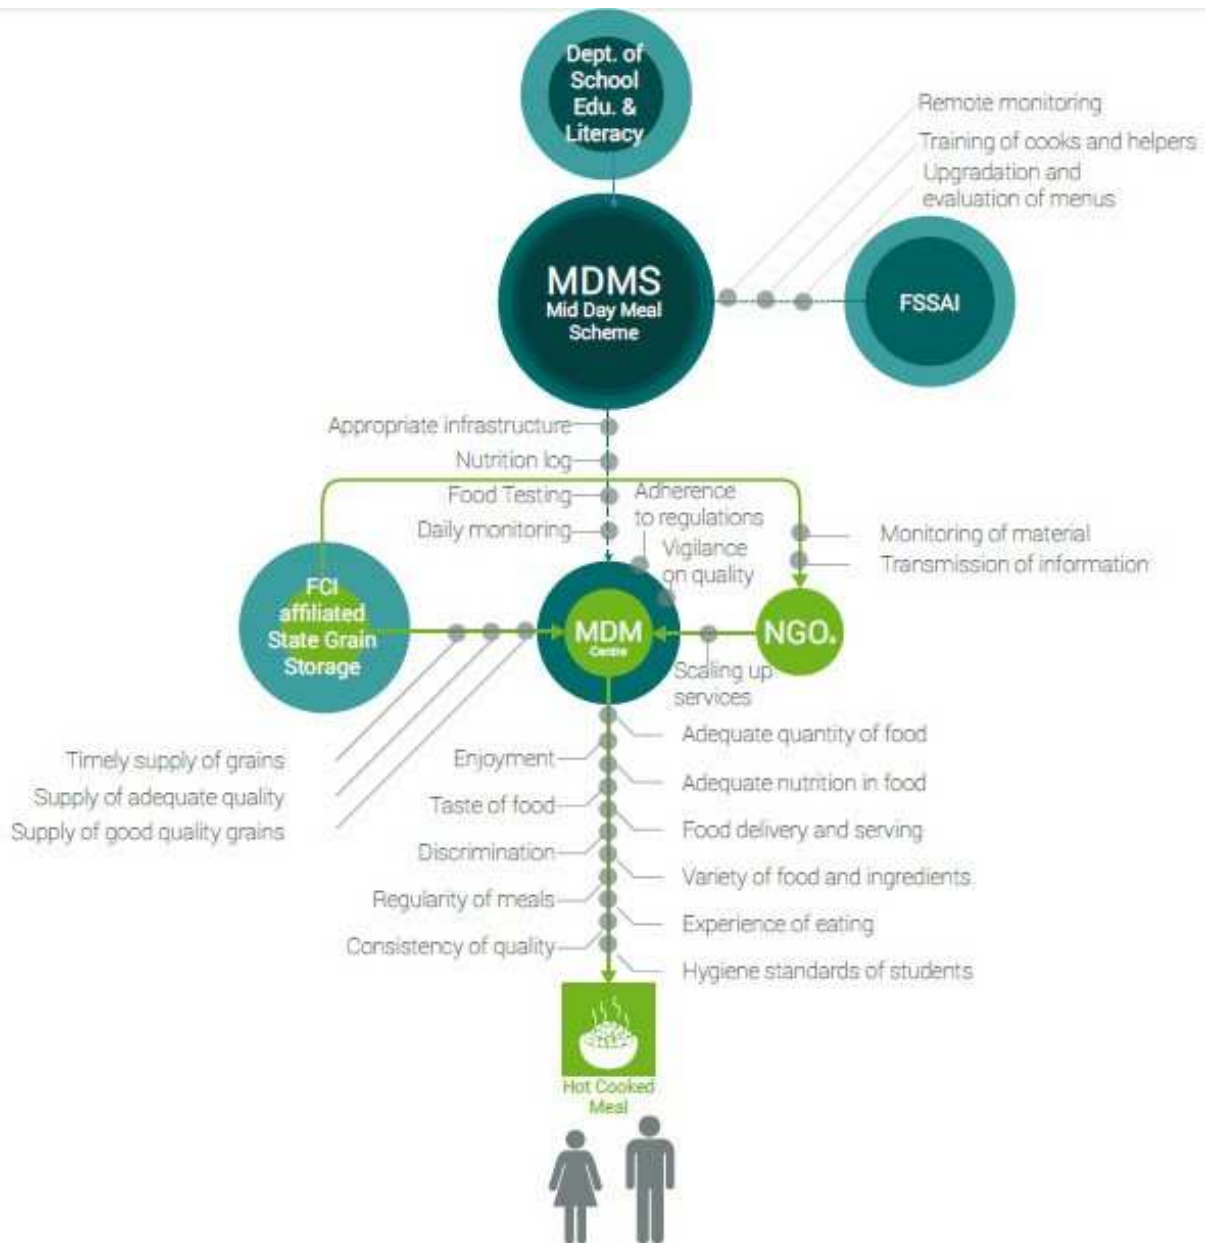 Dept. of
School
Edu. &
Literacy
Remote monitoring
Training of cooks and helpers
Upgradation and
evaluation of menus
MDMS
Mid Day Meal
Scheme
FSSAI
Appropriate infrastructure
Nutrition log
Food Testing
Daily monitoring
Adherence
to regulations
Vigilance
on quality
Monitoring of material
Transmission of information
FCI
affiliated
State Grain
Storage
MDM
Centre
NGOs
Scaling up
services
Timely supply of grains
Supply of adequate quality
Supply of good quality grains
Enjoyment
Taste of food
Discrimination
Regularity of meals
Consistency of quality
Adequate quantity of food
Adequate nutrition in food
Food delivery and serving
Variety of food and ingredients
Experience of eating
Hygiene standards of students
Hot Cooked
Meal